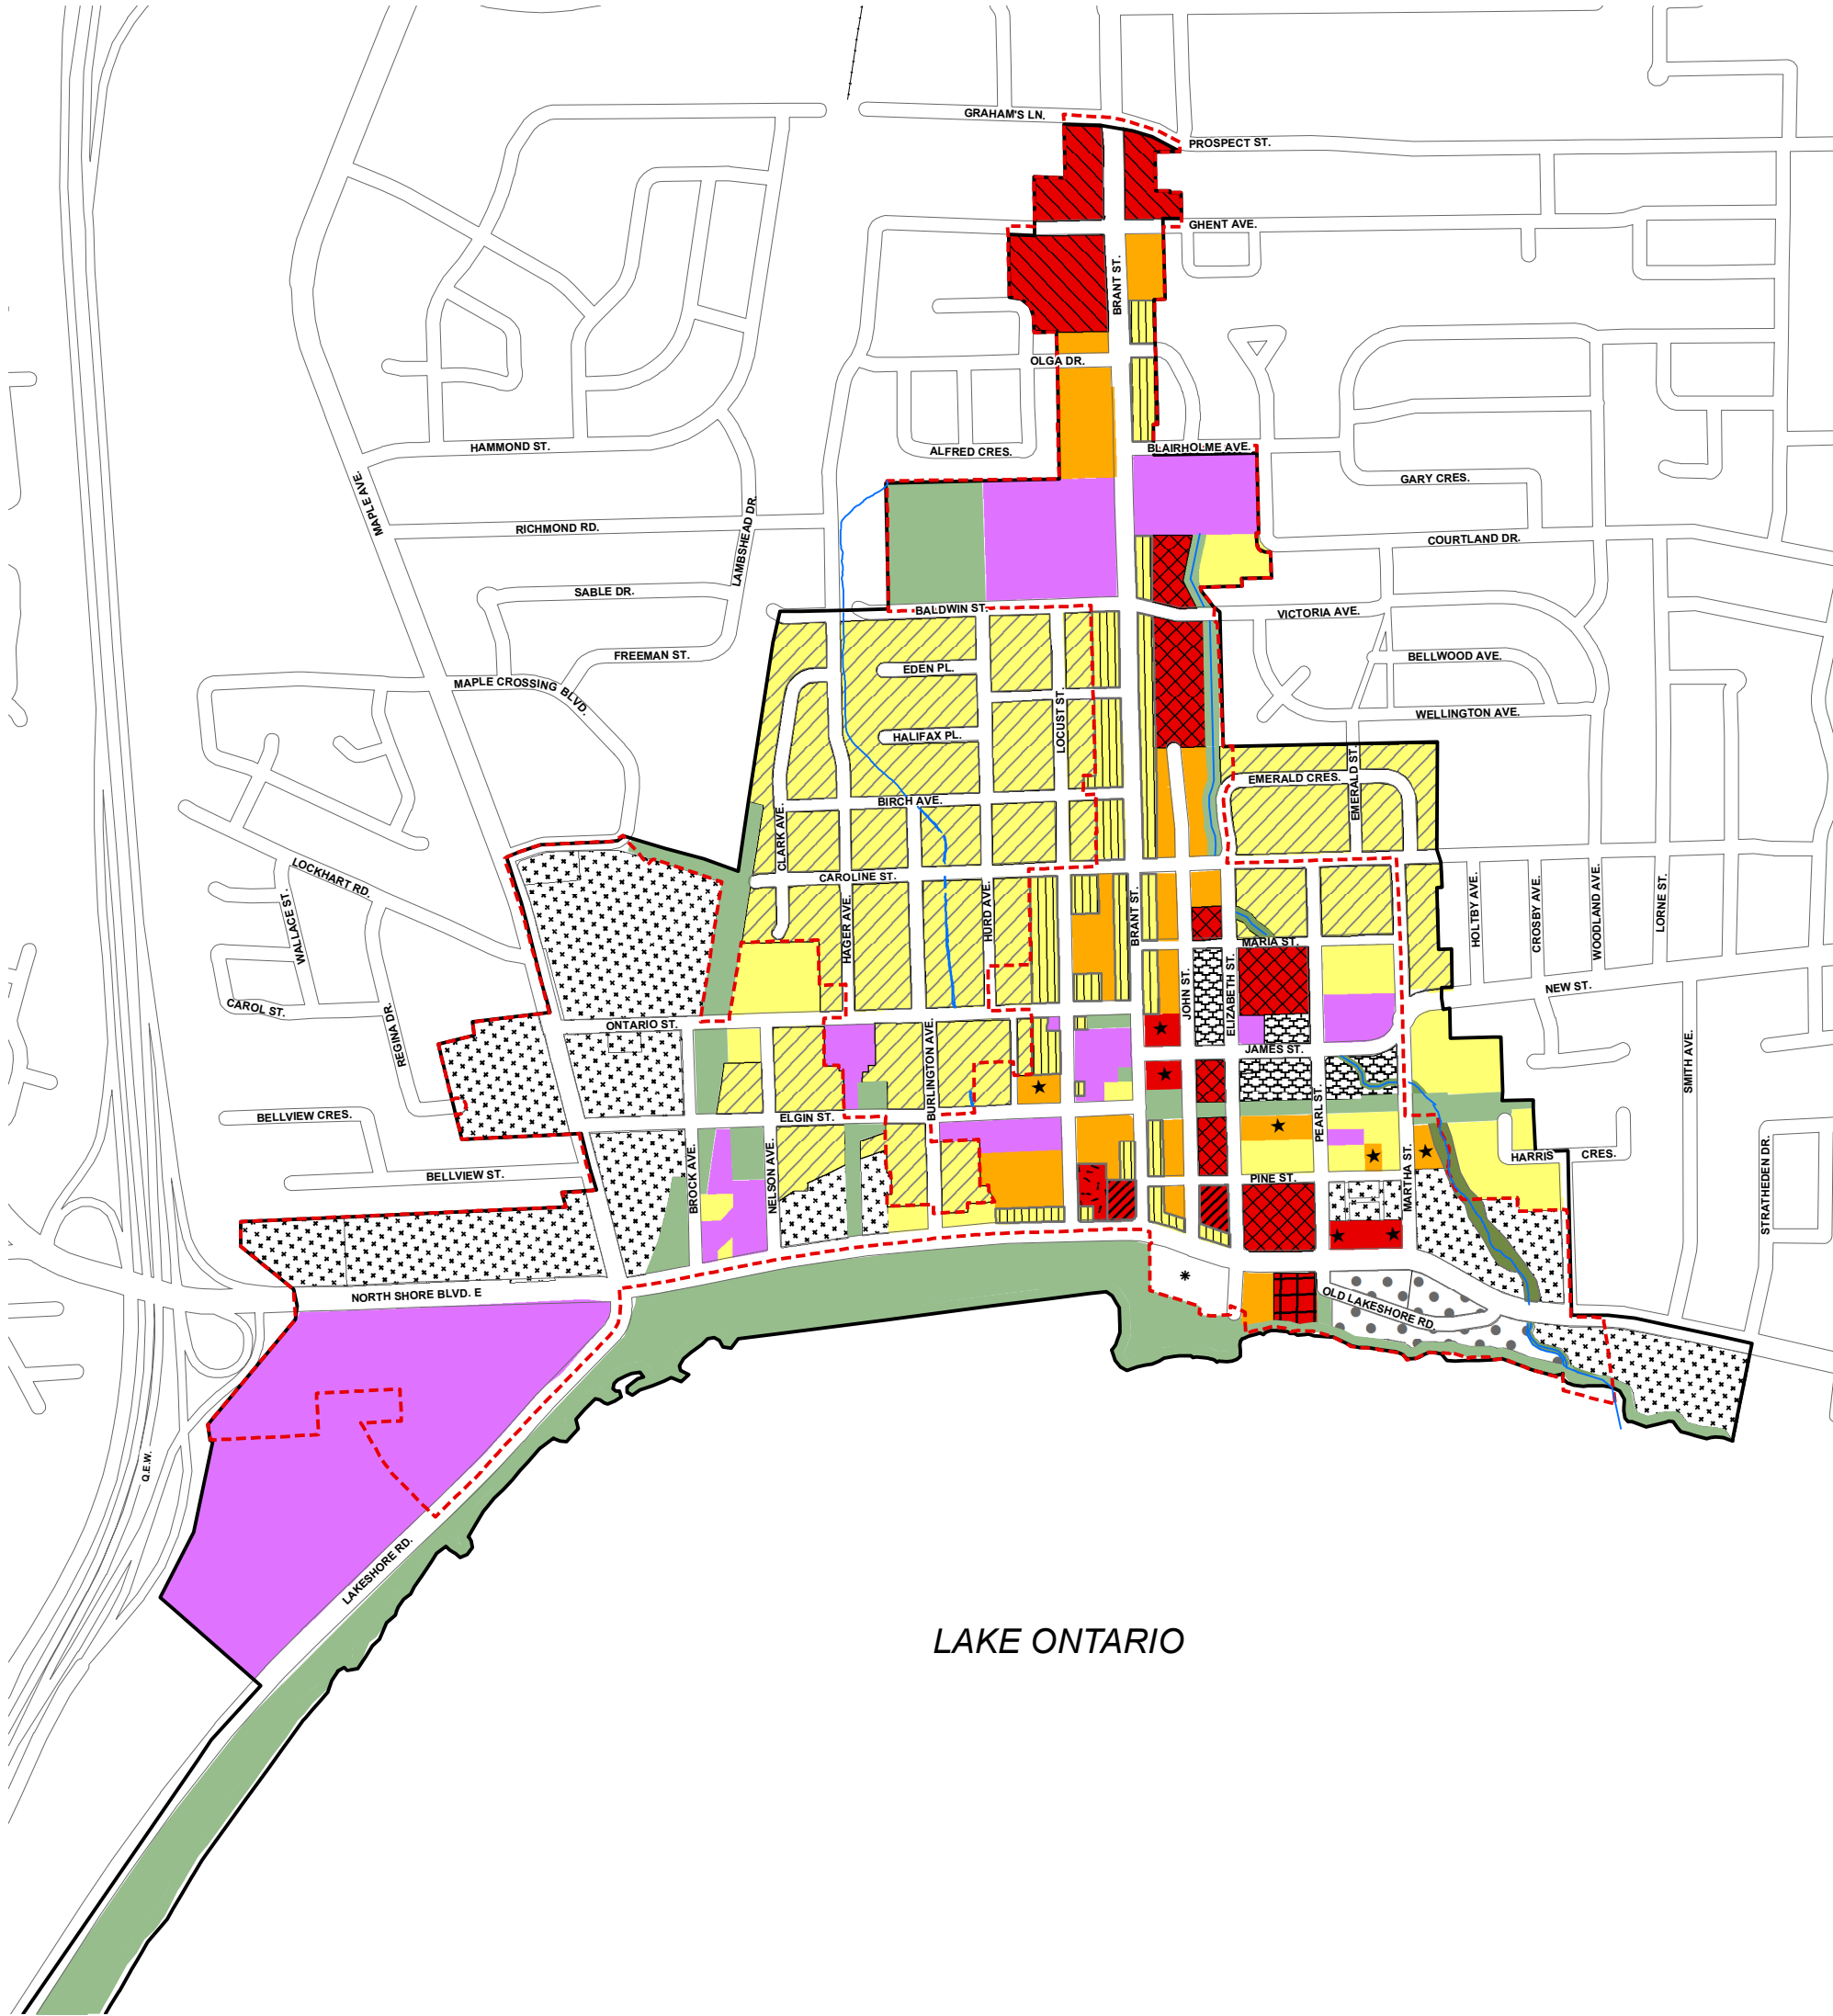 GRAHAM'S LN.
PROSPECT ST.
GHENT AVE.
BRANT ST.
OLGA DR.
HAMMOND ST.
ALFRED CRES.
BLAIRHOLME AVE.
GARY CRES.
MAPLE AVE.
RICHMOND RD.
LAMBSHEAD DR.
COURTLAND DR.
SABLE DR.
BALDWIN ST.
VICTORIA AVE.
FREEMAN ST.
EDEN PL.
BELLWOOD AVE.
MAPLE CROSSING BLVD.
LOCUST ST.
WELLINGTON AVE.
HALIFAX PL.
EMERALD CRES.
EMERALD ST.
BIRCH AVE.
CLARK AVE.
LOCKHART RD.
CAROLINE ST.
WALLACE ST.
HAGER AVE.
HURD AVE.
BRANT ST.
MARIA ST.
HOLTBY AVE.
CROSBY AVE.
WOODLAND AVE.
LORNE ST.
JOHN ST.
ELIZABETH ST.
NEW ST.
CAROL ST.
REGINA DR.
ONTARIO ST.
BURLINGTON AVE.
JAMES ST.
SMITH AVE.
BELLVIEW CRES.
ELGIN ST.
PEARL ST.
BELLVIEW ST.
BROCK AVE.
NELSON AVE.
PINE ST.
MARTHA ST.
HARRIS CRES.
STRATHEDEN DR.
NORTH SHORE BLVD. E
OLD LAKESHORE RD
Q.E.W.
LAKESHORE RD.
LAKE ONTARIO